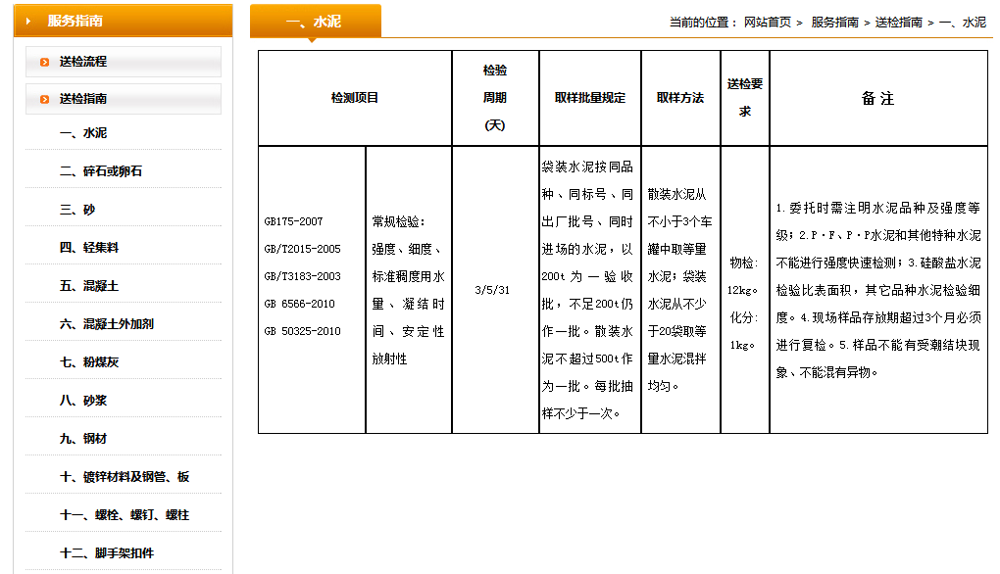 服务指南
送检流程
送检指南
一、水泥
二、碎石或卵石
三、砂
四、轻集料
五、混凝土
六、混凝土外加剂
七、粉煤灰
八、砂浆
九、钢材
十、镀锌材料及钢管、板
十一、螺栓、螺钉、螺柱
十二、脚手架扣件
一、水泥
当前的位置： 网站首页 > 服务指南 > 送检指南 > 一、水泥
检测项目
检验
周期
(天)
取样批量规定
取样方法
送检要
求
备 注
GB175-2007
GB/T2015-2005
GB/T3183-2003
GB 6566-2010
GB 50325-2010
常规检验：
强度、细度、
标准稠度用水
量、凝结时
间、安定性
放射性
3/5/31
袋装水泥按同品
种、同标号、同
出厂批号、同时
进场的水泥，以
200t为一验收
批，不足200t仍
作一批。散装水
泥不超过500t作
为一批。每批抽
样不少于一次。
散装水泥从
不小于3个车
罐中取等量
水泥；袋装
水泥从不少
于20袋取等
量水泥混拌
均匀。
物检：
12kg。
化分：
1kg。
1.委托时需注明水泥品种及强度等
级；2.P·F、P·P水泥和其他特种水泥
不能进行强度快速检测；3.硅酸盐水泥
检验比表面积，其它品种水泥检验细
度。4.现场样品存放期超过3个月必须
进行复检。5.样品不能有受潮结块现
象、不能混有异物。